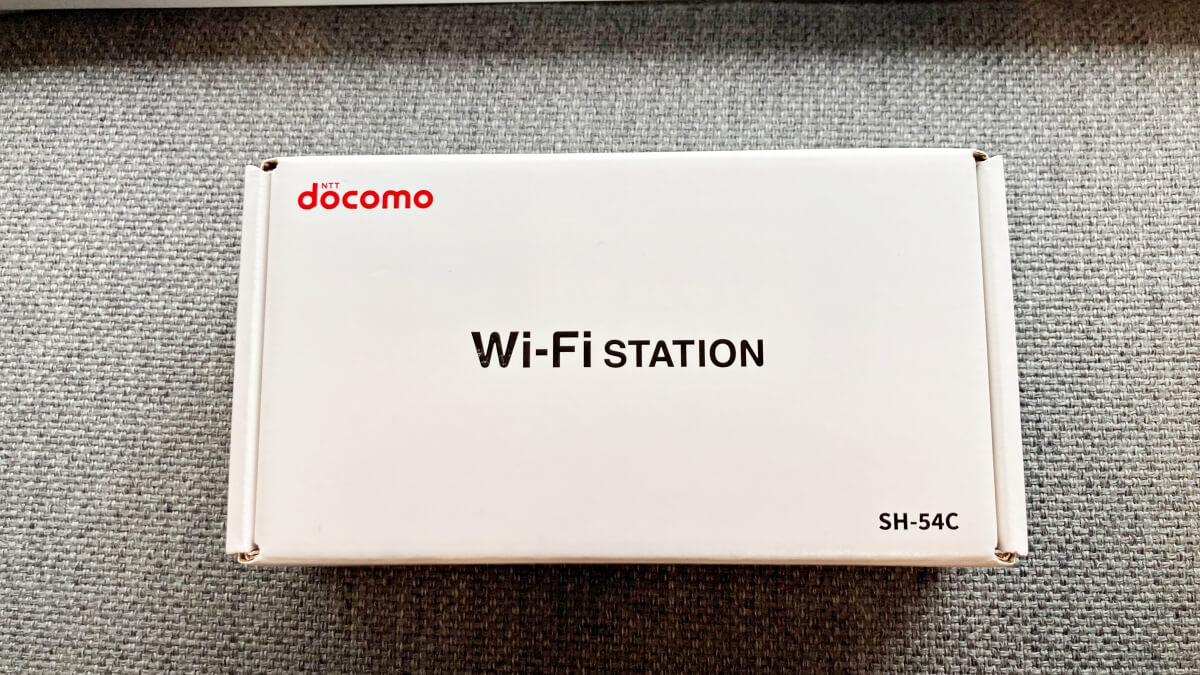 NTT
docomo
Wi-Fi STATION
SH-54C